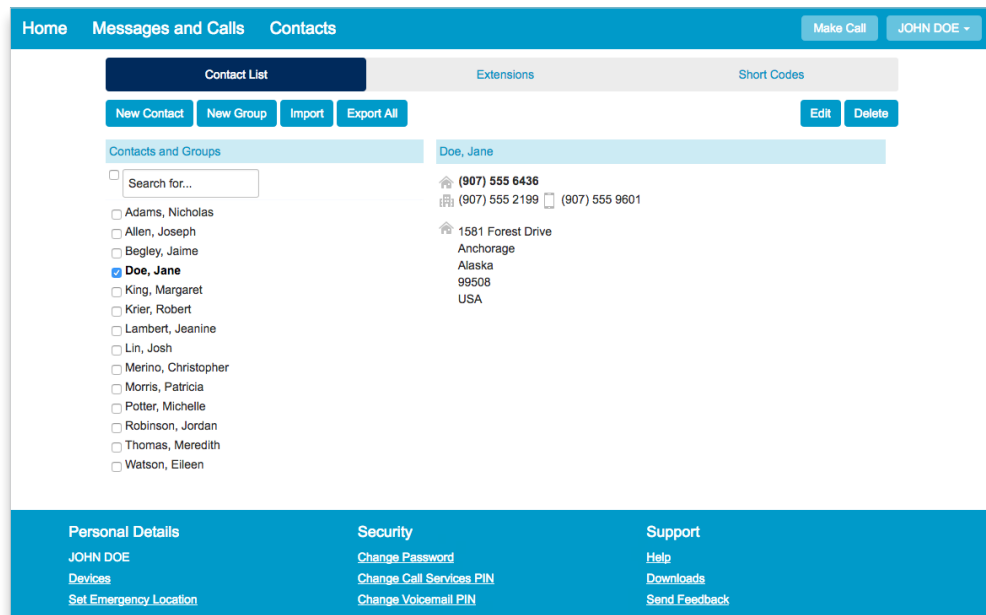 Home Messages and Calls Contacts Make Call JOHN DOE
Contact List Extensions Short Codes
New Contact New Group Import Export All Edit Delete
Contacts and Groups
Search for...
Adams, Nicholas
Allen, Joseph
Begley, Jaime
Doe, Jane
King, Margaret
Krier, Robert
Lambert, Jeanine
Lin, Josh
Merino, Christopher
Morris, Patricia
Potter, Michelle
Robinson, Jordan
Thomas, Meredith
Watson, Eileen
Doe, Jane
(907) 555 6436
(907) 555 2199 (907) 555 9601
1581 Forest Drive
Anchorage
Alaska
99508
USA
Personal Details
JOHN DOE
Devices
Set Emergency Location
Security
Change Password
Change Call Services PIN
Change Voicemail PIN
Support
Help
Downloads
Send Feedback